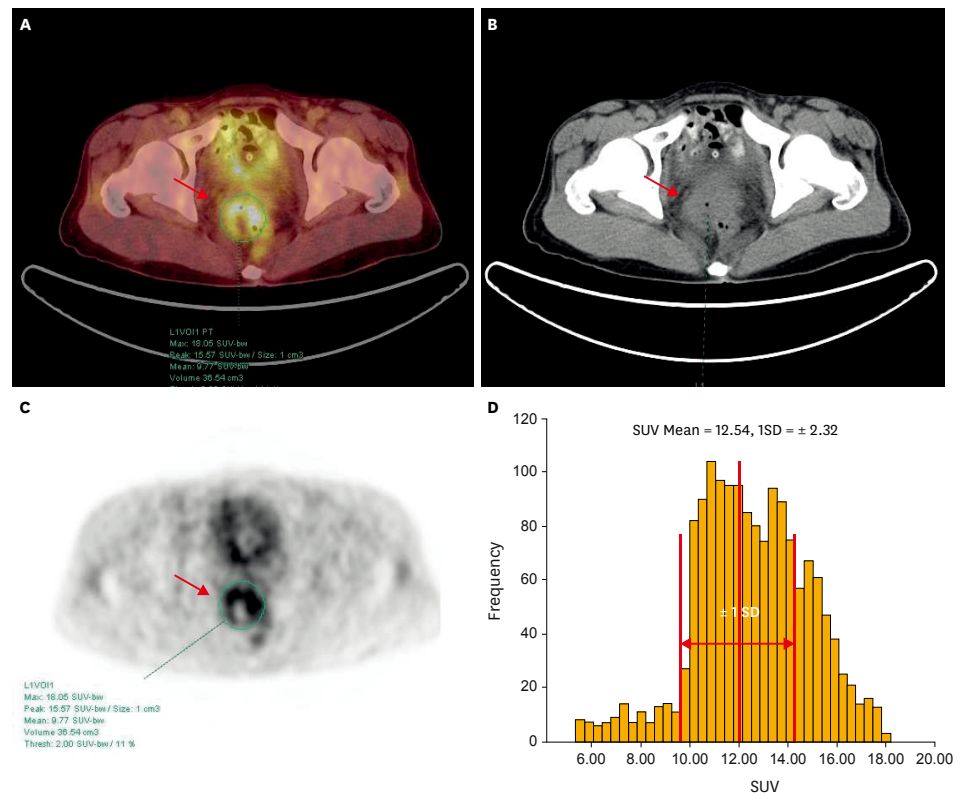 A
B
L1VOI1 PT
Max: 18.05 SUV-bw
Peak: 15.57 SUV-bw / Size: 1 cm3
Mean: 9.77 SUV-bw
Volume 36.54 cm3
C
L1VOI1
Max: 18.05 SUV-bw
Peak: 15.57 SUV-bw / Size: 1 cm3
Mean: 9.77 SUV-bw
Volume 36.54 cm3
Thresh: 2.00 SUV-bw / 11 %
D
SUV Mean = 12.54, 1SD = ± 2.32
Frequency
120
100
80
60
40
20
0
± 1 SD
6.00 8.00 10.00 12.00 14.00 16.00 18.00 20.00
SUV